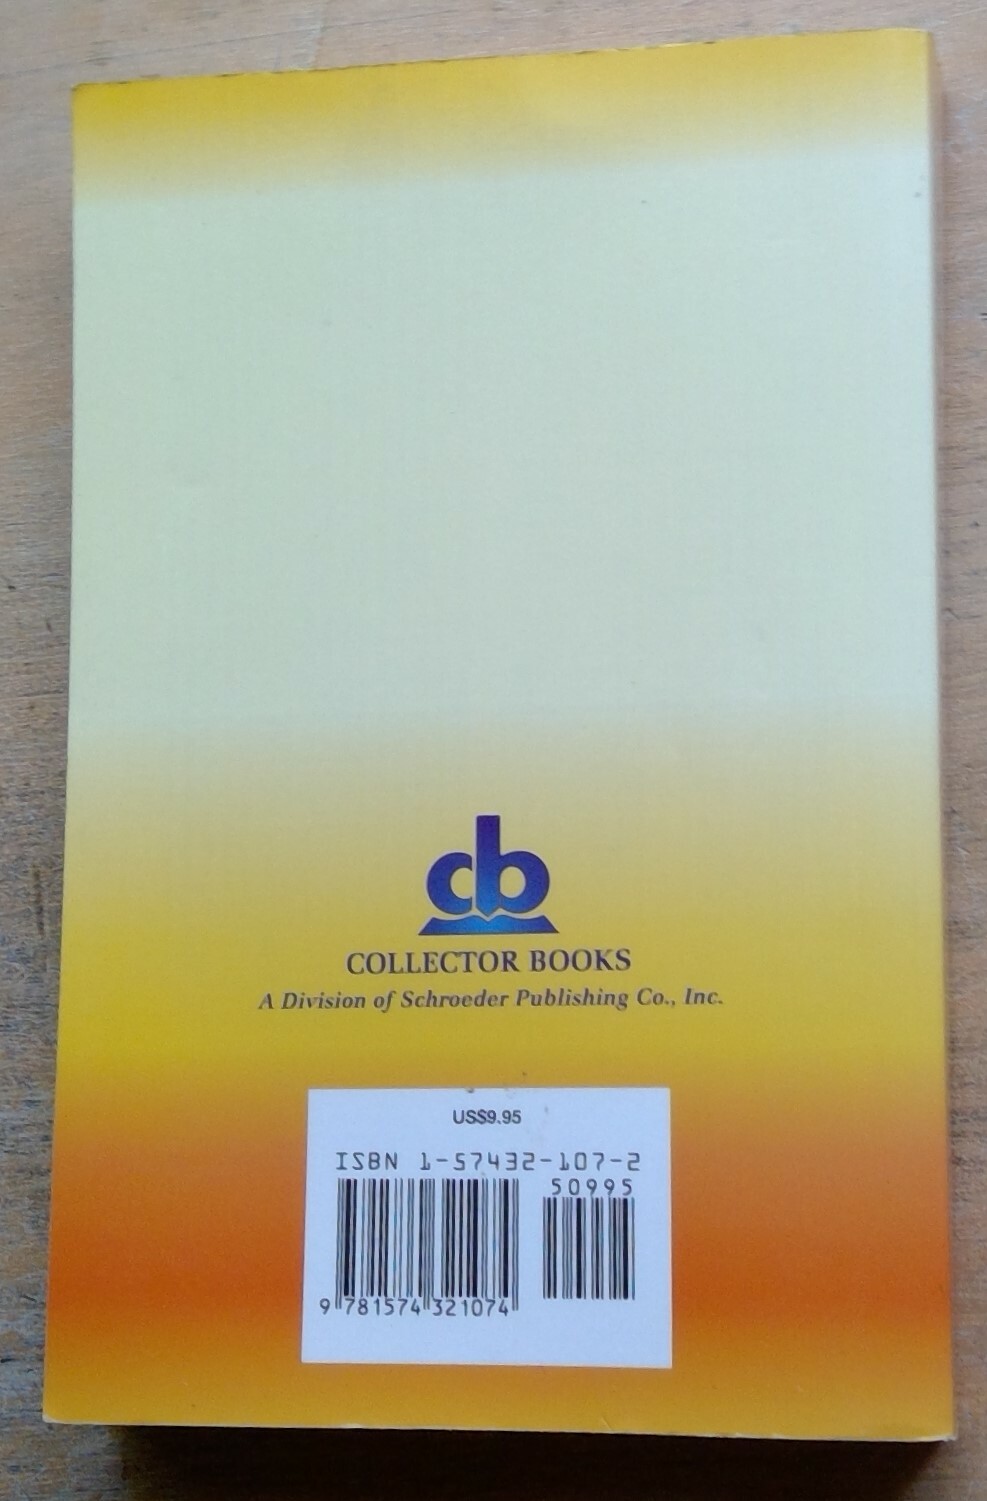 cb
COLLECTOR BOOKS
A Division of Schroeder Publishing Co., Inc.
US$9.95
ISBN 1-57432-107-2
50995
9 781574 321074